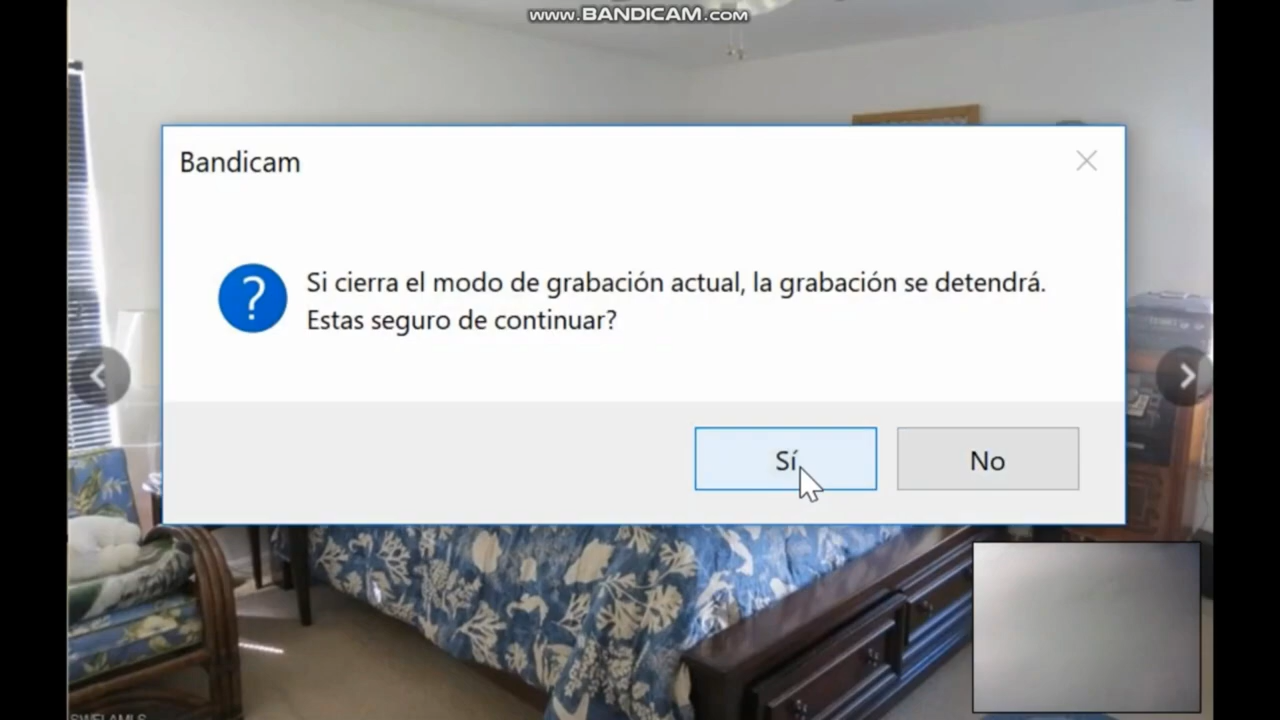 www.BANDICAM.com
Bandicam
?
Si cierra el modo de grabación actual, la grabación se detendrá.
Estas seguro de continuar?
Sí
No